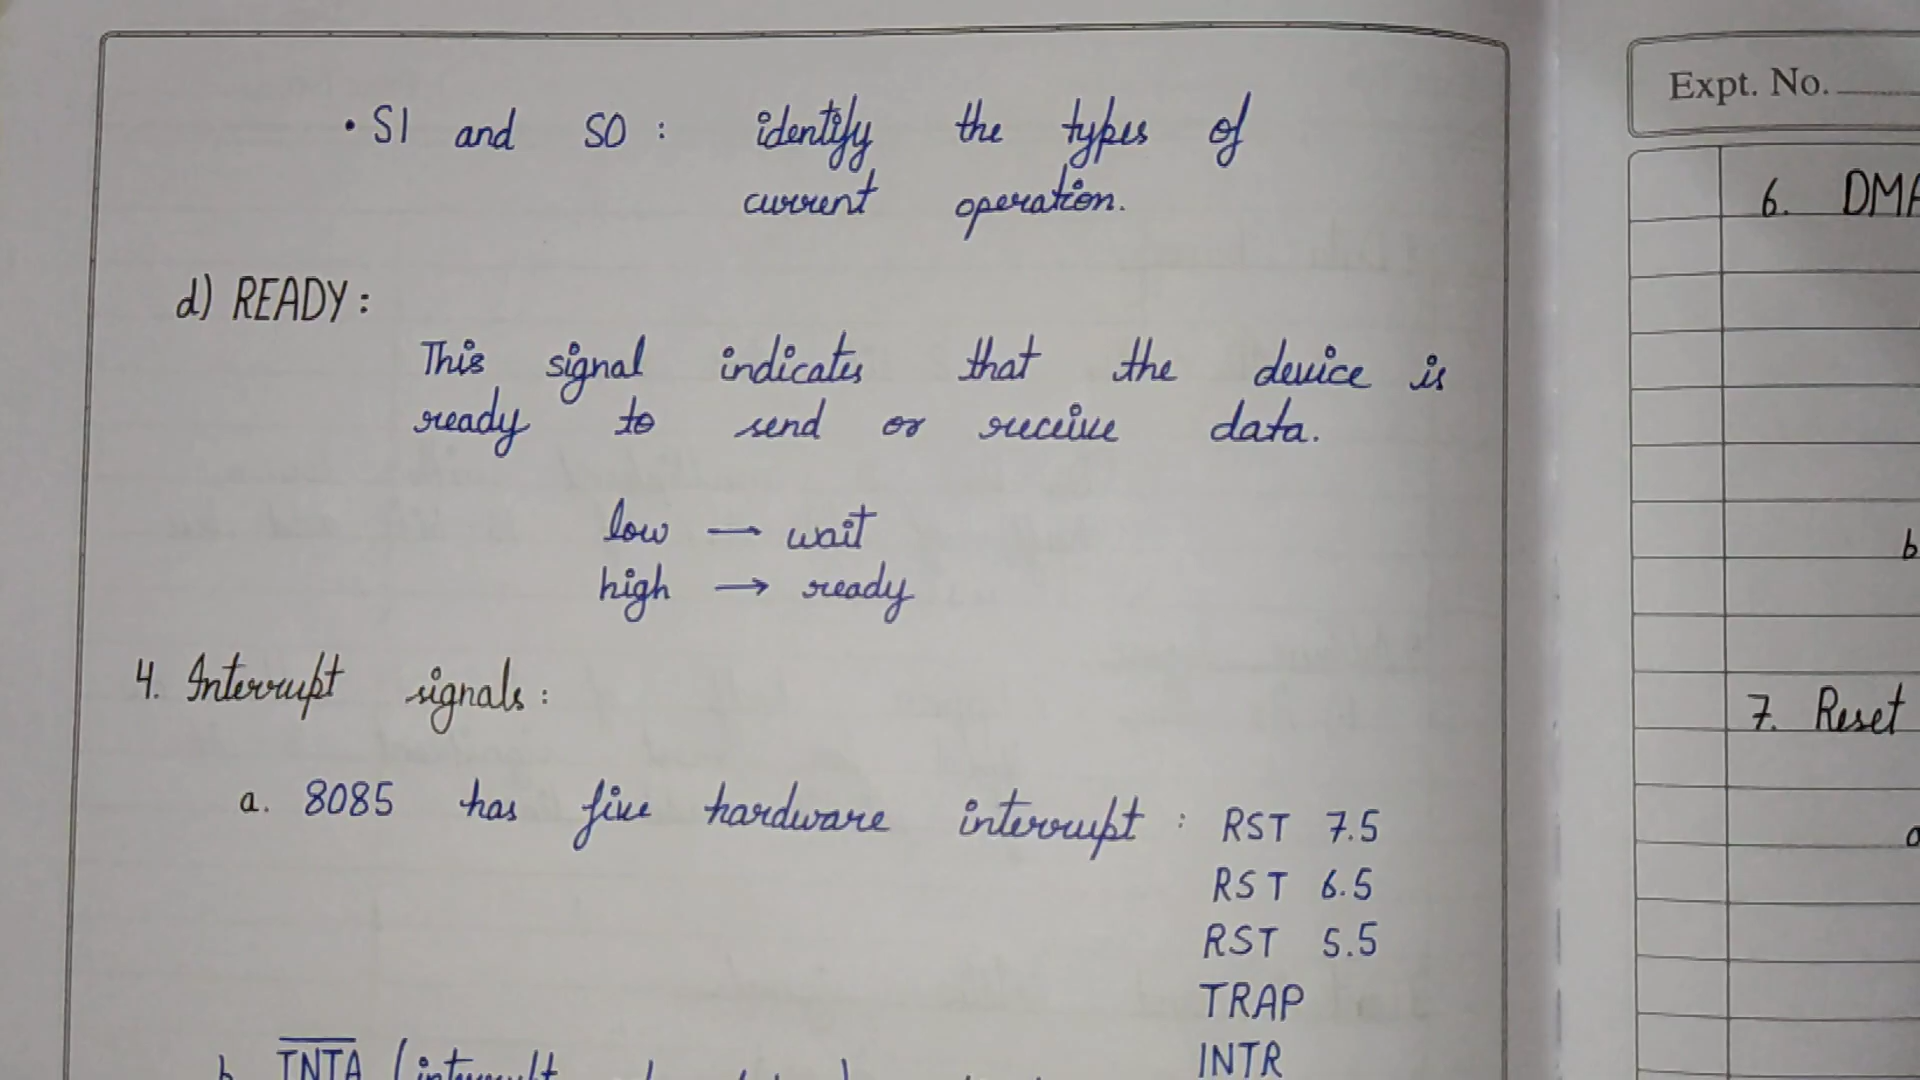 • S1 and S0 : identify the types of
current operation.
d) READY :
This signal indicates that the device is
ready to send or receive data.
low → wait
high → ready
4. Interrupt signals :
a. 8085 has five hardware interrupt : RST 7.5
RST 6.5
RST 5.5
TRAP
INTR
b. INTA (interrupt
Expt. No.
6. DMA
b
7. Reset
a